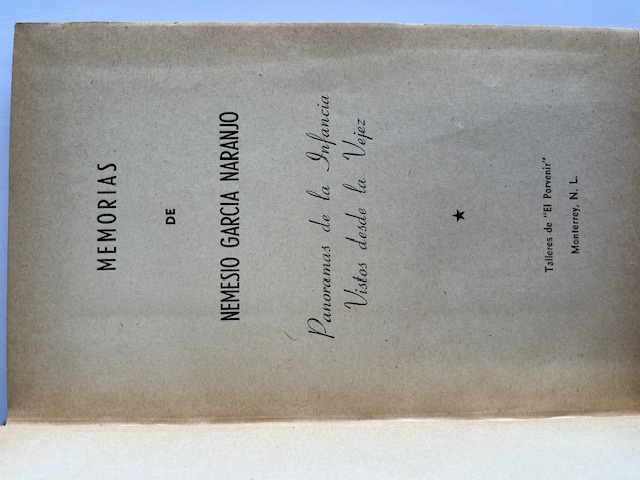 MEMORIAS
DE
NEMESIO GARCIA NARANJO
Panoramas de la Infancia
Vistos desde la Vejez
Talleres de "El Porvenir"
Monterrey, N. L.